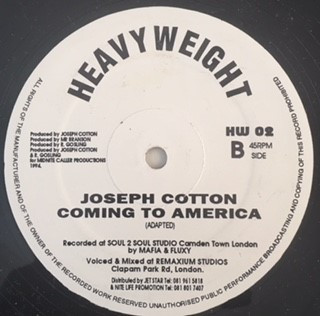 HEAVYWEIGHT
Produced by JOSEPH COTTON
Produced by MR BRANSON
Produced by R. GOSLING
Produced by JOSEPH COTTON
& R. GOSLING
for MIDNITE CALLER PRODUCTIONS
1994.
HW 02
B
45RPM
SIDE
JOSEPH COTTON
COMING TO AMERICA
(ADAPTED)
Recorded at SOUL 2 SOUL STUDIO Camden Town London
by MAFIA & FLUXY
Voiced & Mixed at REMAXIUM STUDIOS
Clapam Park Rd, London.
Distributed by JET STAR Tel: 081 961 5818
& NITE LIFE PROMOTION Tel: 081 801 7407
ALL RIGHTS OF THE MANUFACTURER AND OF THE OWNER OF THE RECORDED WORK RESERVED UNAUTHORISED PUBLIC PERFORMANCE BROADCASTING AND COPYING OF THIS RECORD PROHIBITED